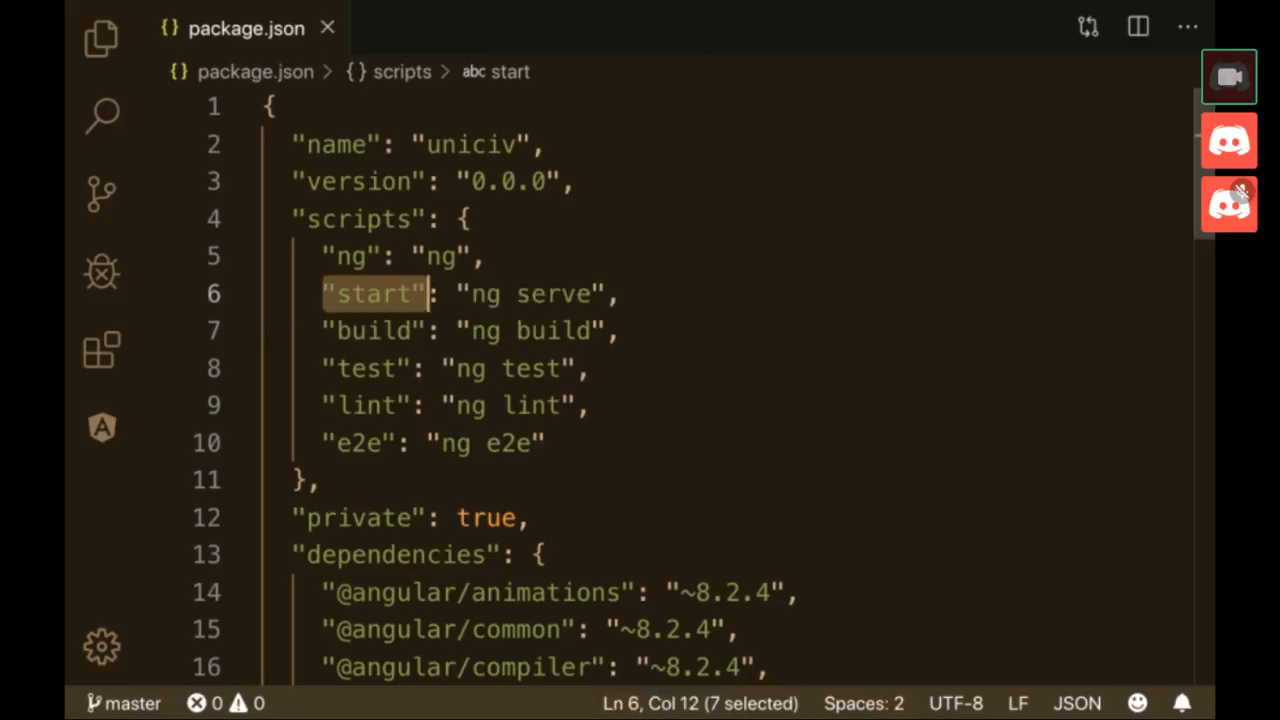 {} package.json ×
{} package.json > {} scripts > abc start
1 {
2 "name": "uniciv",
3 "version": "0.0.0",
4 "scripts": {
5 "ng": "ng",
6 "start": "ng serve",
7 "build": "ng build",
8 "test": "ng test",
9 "lint": "ng lint",
10 "e2e": "ng e2e"
11 },
12 "private": true,
13 "dependencies": {
14 "@angular/animations": "~8.2.4",
15 "@angular/common": "~8.2.4",
16 "@angular/compiler": "~8.2.4",
master 0 0 Ln 6, Col 12 (7 selected) Spaces: 2 UTF-8 LF JSON